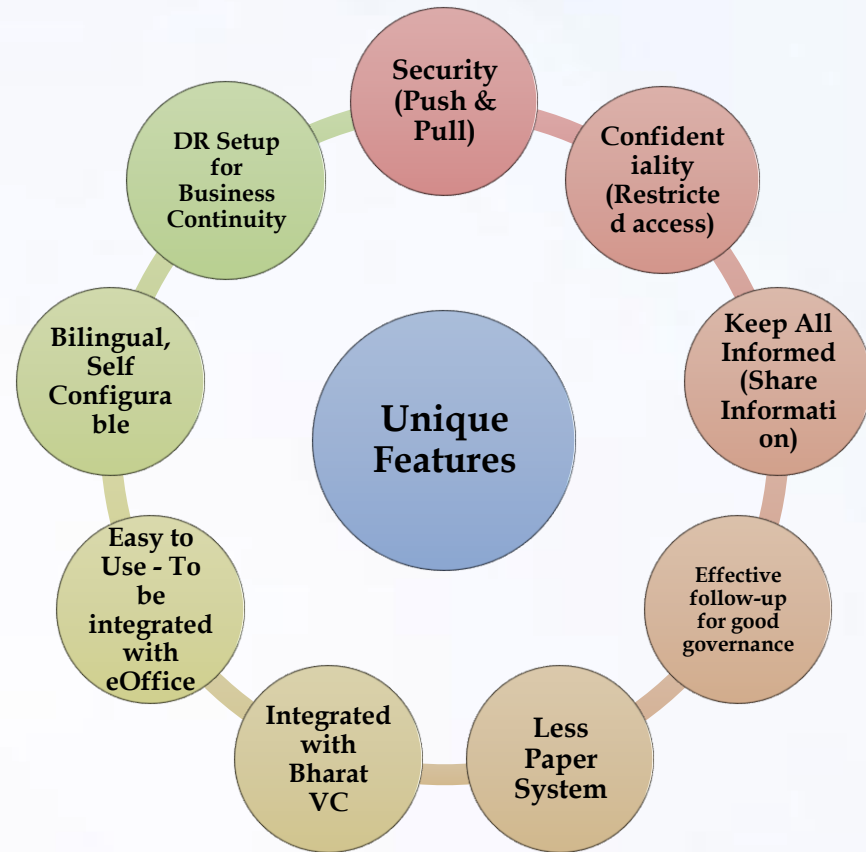 Security
(Push &
Pull)
Confident
iality
(Restricte
d access)
Keep All
Informed
(Share
Informati
on)
Effective
follow-up
for good
governance
Less
Paper
System
Integrated
with
Bharat
VC
Easy to
Use - To
be
integrated
with
eOffice
Bilingual,
Self
Configura
ble
DR Setup
for
Business
Continuity
Unique
Features